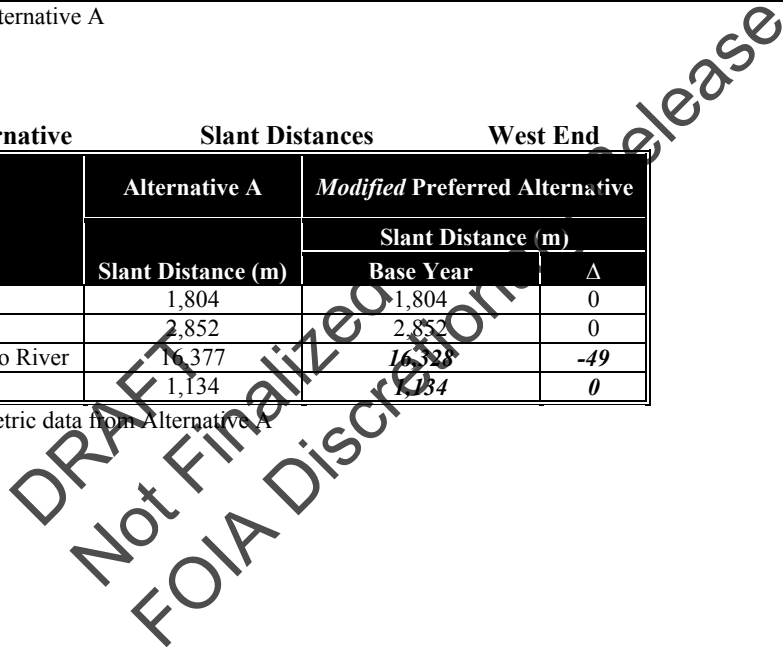 ternative A
rnative Slant Distances West End
Alternative A Modified Preferred Alternative
Slant Distance (m)
Slant Distance (m) Base Year Δ
1,804 1,804 0
2,852 2,852 0
o River 16,377 16,328 -49
1,134 1,134 0
etric data from Alternative A
DRAFT
Not Finalized
FOIA Discretionary Release